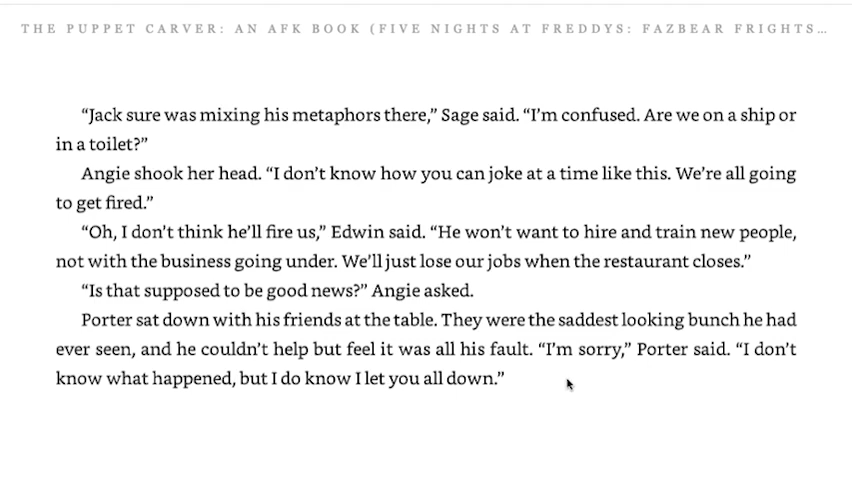 THE PUPPET CARVER: AN AFK BOOK (FIVE NIGHTS AT FREDDYS: FAZBEAR FRIGHTS…
“Jack sure was mixing his metaphors there,” Sage said. “I’m confused. Are we on a ship or
in a toilet?”
Angie shook her head. “I don’t know how you can joke at a time like this. We’re all going
to get fired.”
“Oh, I don’t think he’ll fire us,” Edwin said. “He won’t want to hire and train new people,
not with the business going under. We’ll just lose our jobs when the restaurant closes.”
“Is that supposed to be good news?” Angie asked.
Porter sat down with his friends at the table. They were the saddest looking bunch he had
ever seen, and he couldn’t help but feel it was all his fault. “I’m sorry,” Porter said. “I don’t
know what happened, but I do know I let you all down.”